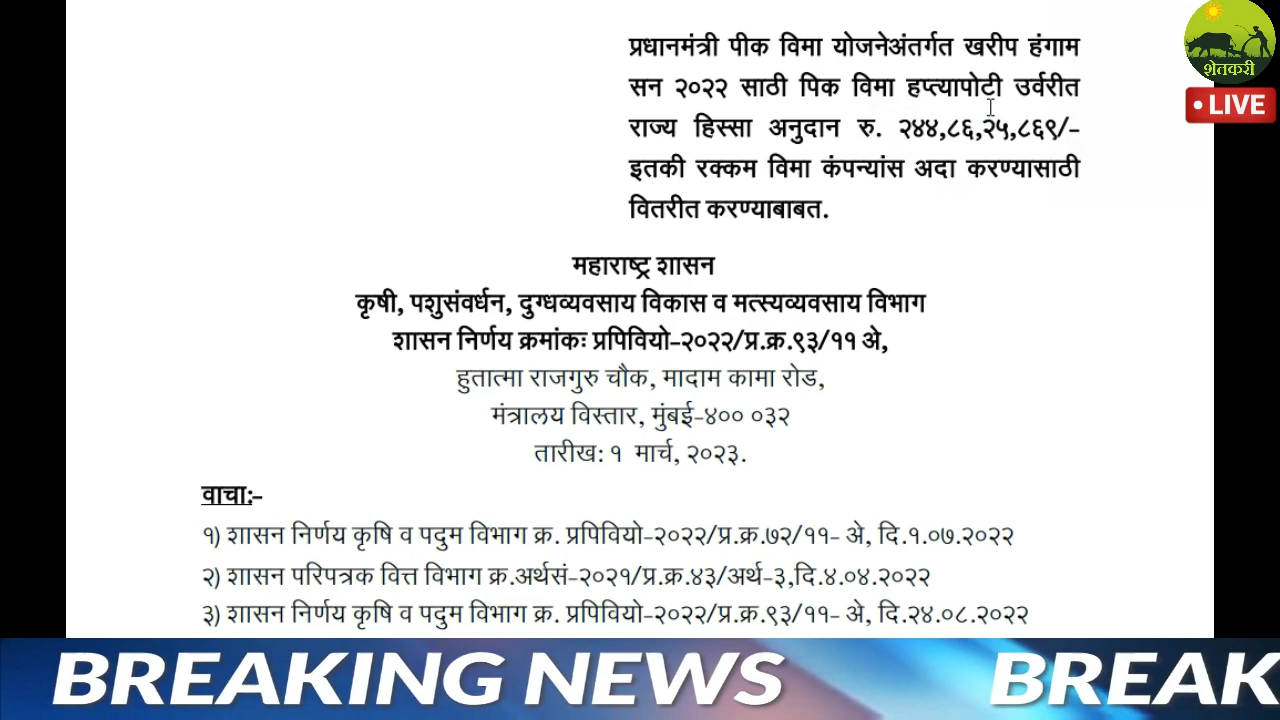 प्रधानमंत्री पीक विमा योजनेअंतर्गत खरीप हंगाम
सन २०२२ साठी पिक विमा हप्त्यापोटी उर्वरीत
राज्य हिस्सा अनुदान रु. २४४,८६,२५,८६९/-
इतकी रक्कम विमा कंपन्यांस अदा करण्यासाठी
वितरीत करण्याबाबत.
शेतकरी
• LIVE
महाराष्ट्र शासन
कृषी, पशुसंवर्धन, दुग्धव्यवसाय विकास व मत्स्यव्यवसाय विभाग
शासन निर्णय क्रमांकः प्रपिवियो-२०२२/प्र.क्र.९३/११ अे,
हुतात्मा राजगुरु चौक, मादाम कामा रोड,
मंत्रालय विस्तार, मुंबई-४०० ०३२
तारीख: १ मार्च, २०२३.
वाचा:-
१) शासन निर्णय कृषि व पदुम विभाग क्र. प्रपिवियो-२०२२/प्र.क्र.७२/११- अे, दि.१.०७.२०२२
२) शासन परिपत्रक वित्त विभाग क्र.अर्थसं-२०२१/प्र.क्र.४३/अर्थ-३,दि.४.०४.२०२२
३) शासन निर्णय कृषि व पदुम विभाग क्र. प्रपिवियो-२०२२/प्र.क्र.९३/११- अे, दि.२४.०८.२०२२
BREAKING NEWS BREAK